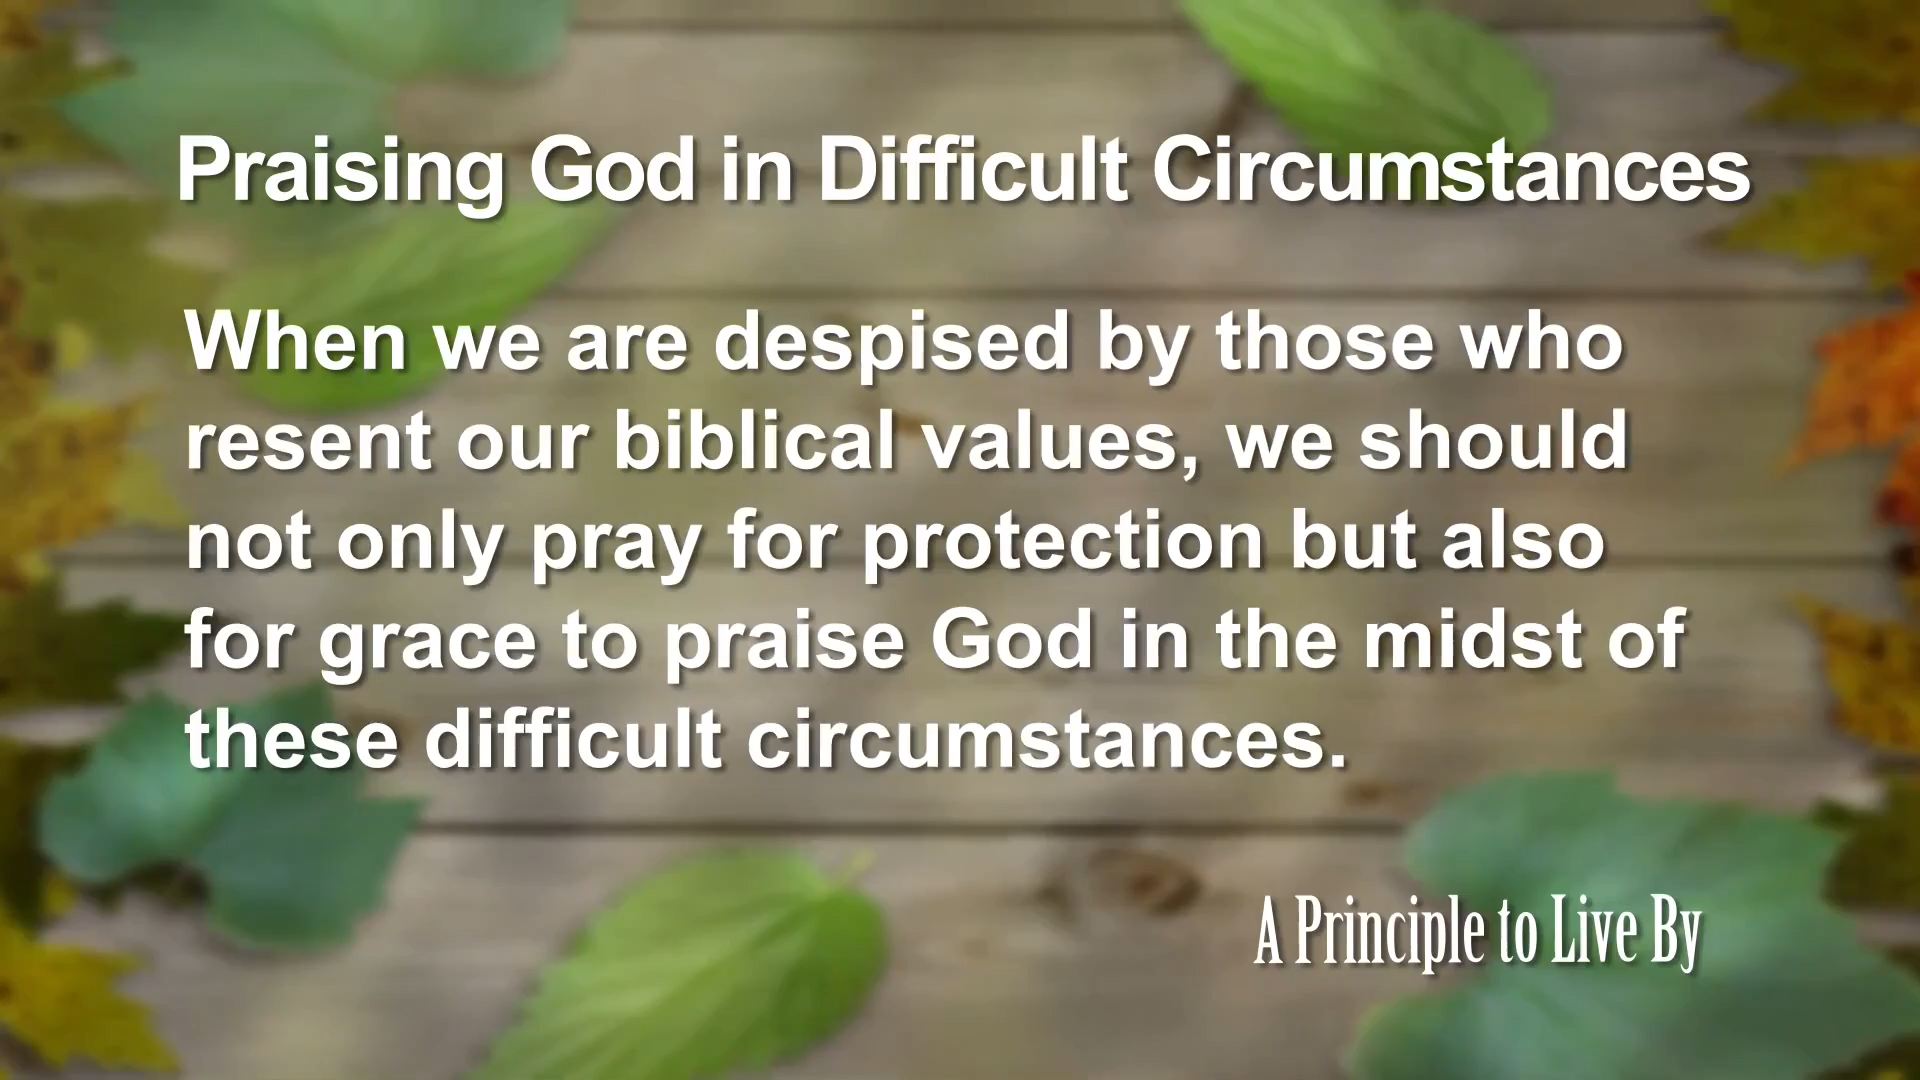 Praising God in Difficult Circumstances
When we are despised by those who
resent our biblical values, we should
not only pray for protection but also
for grace to praise God in the midst of
these difficult circumstances.
A Principle to Live By